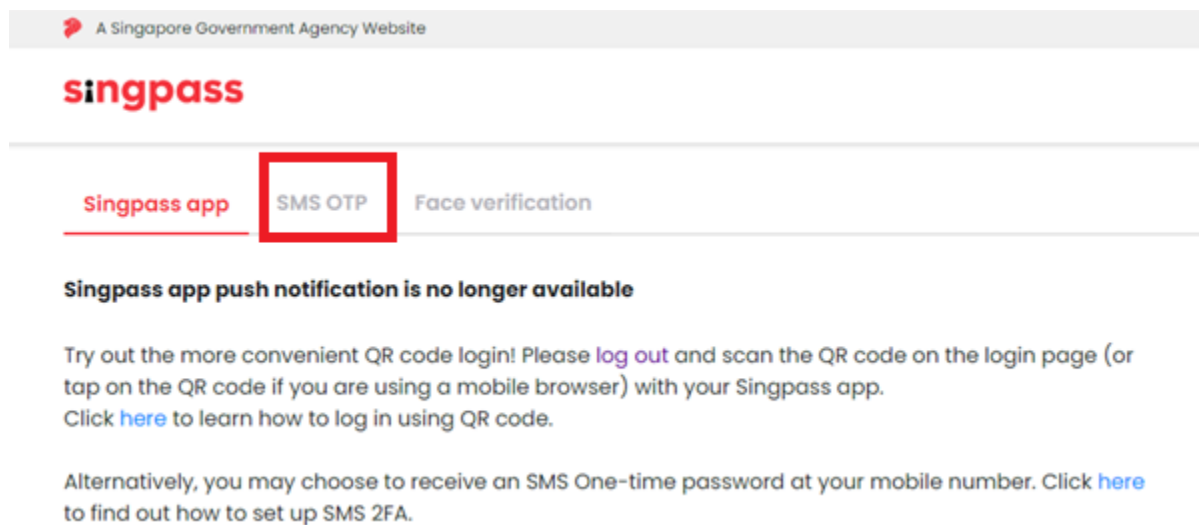 A Singapore Government Agency Website
singpass
Singpass app SMS OTP Face verification
Singpass app push notification is no longer available
Try out the more convenient QR code login! Please log out and scan the QR code on the login page (or
tap on the QR code if you are using a mobile browser) with your Singpass app.
Click here to learn how to log in using QR code.
Alternatively, you may choose to receive an SMS One-time password at your mobile number. Click here
to find out how to set up SMS 2FA.